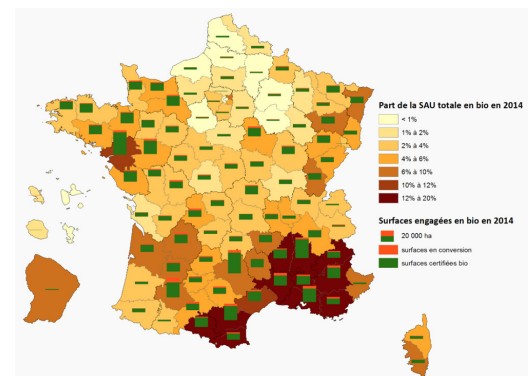 Part de la SAU totale en bio en 2014
< 1%
1% à 2%
2% à 4%
4% à 6%
6% à 10%
10% à 12%
12% à 20%
Surfaces engagées en bio en 2014
20 000 ha
surfaces en conversion
surfaces certifiées bio